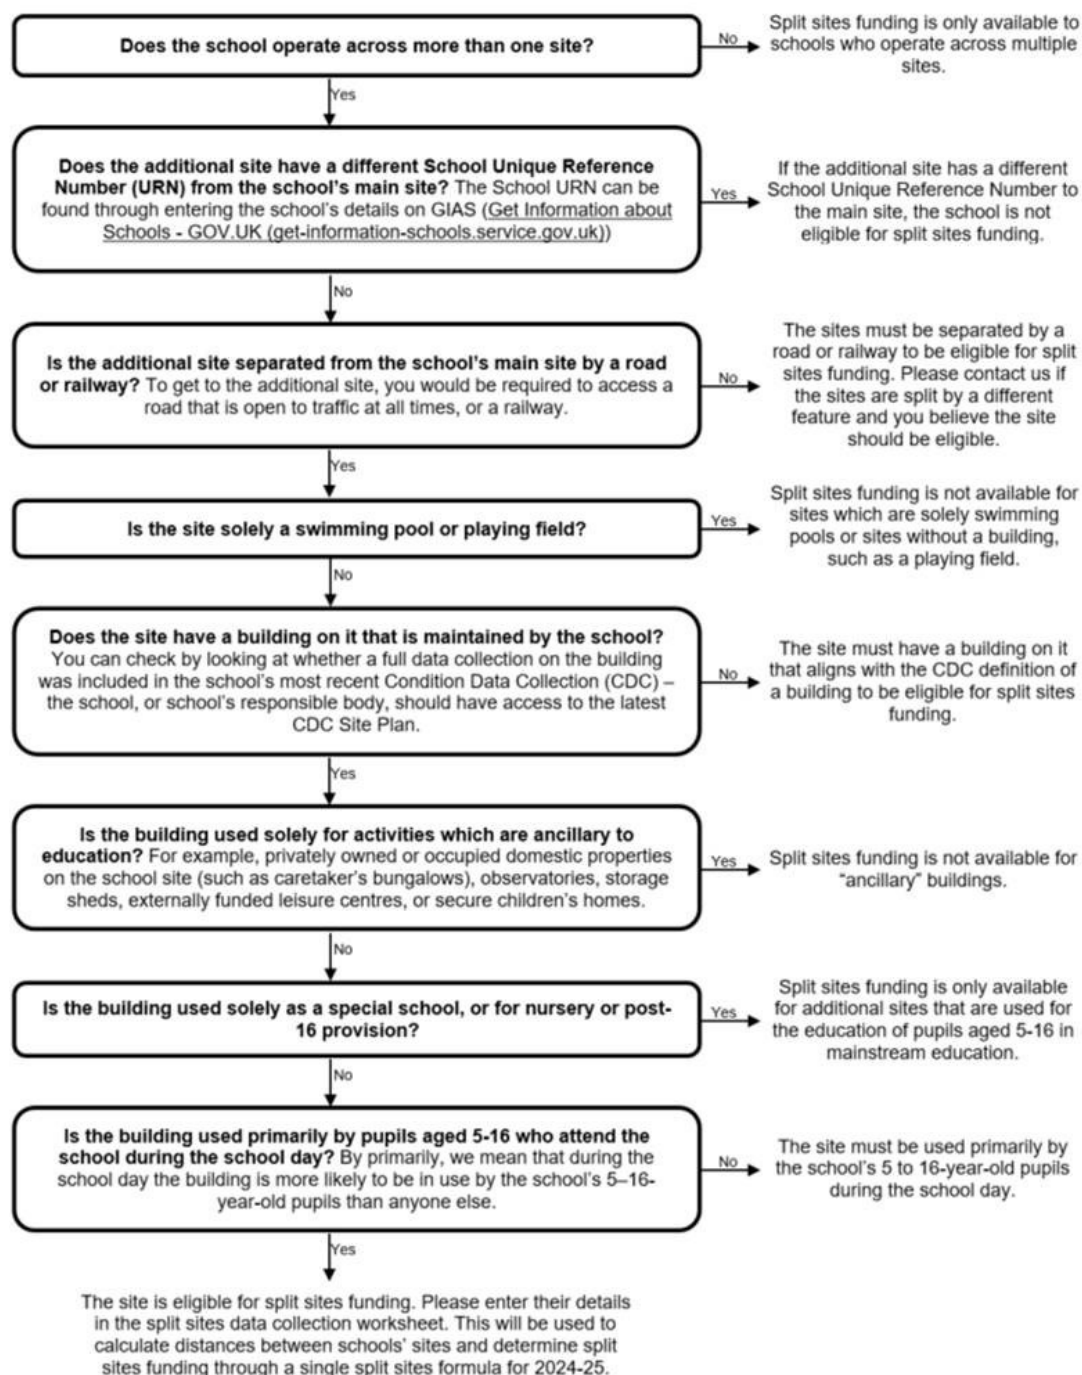 Does the school operate across more than one site?
No
Split sites funding is only available to
schools who operate across multiple
sites.
Yes
Does the additional site have a different School Unique Reference
Number (URN) from the school's main site? The School URN can be
found through entering the school's details on GIAS (Get Information about
Schools - GOV.UK (get-information-schools.service.gov.uk))
Yes
If the additional site has a different
School Unique Reference Number to
the main site, the school is not
eligible for split sites funding.
No
Is the additional site separated from the school's main site by a road
or railway? To get to the additional site, you would be required to access a
road that is open to traffic at all times, or a railway.
No
The sites must be separated by a
road or railway to be eligible for split
sites funding. Please contact us if
the sites are split by a different
feature and you believe the site
should be eligible.
Yes
Is the site solely a swimming pool or playing field?
Yes
Split sites funding is not available for
sites which are solely swimming
pools or sites without a building,
such as a playing field.
No
Does the site have a building on it that is maintained by the school?
You can check by looking at whether a full data collection on the building
was included in the school's most recent Condition Data Collection (CDC) –
the school, or school's responsible body, should have access to the latest
CDC Site Plan.
No
The site must have a building on it
that aligns with the CDC definition of
a building to be eligible for split sites
funding.
Yes
Is the building used solely for activities which are ancillary to
education? For example, privately owned or occupied domestic properties
on the school site (such as caretaker's bungalows), observatories, storage
sheds, externally funded leisure centres, or secure children's homes.
Yes
Split sites funding is not available for
“ancillary” buildings.
No
Is the building used solely as a special school, or for nursery or post-
16 provision?
Yes
Split sites funding is only available
for additional sites that are used for
the education of pupils aged 5-16 in
mainstream education.
No
Is the building used primarily by pupils aged 5-16 who attend the
school during the school day? By primarily, we mean that during the
school day the building is more likely to be in use by the school's 5–16-
year-old pupils than anyone else.
No
The site must be used primarily by
the school's 5 to 16-year-old pupils
during the school day.
Yes
The site is eligible for split sites funding. Please enter their details
in the split sites data collection worksheet. This will be used to
calculate distances between schools' sites and determine split
sites funding through a single split sites formula for 2024-25.